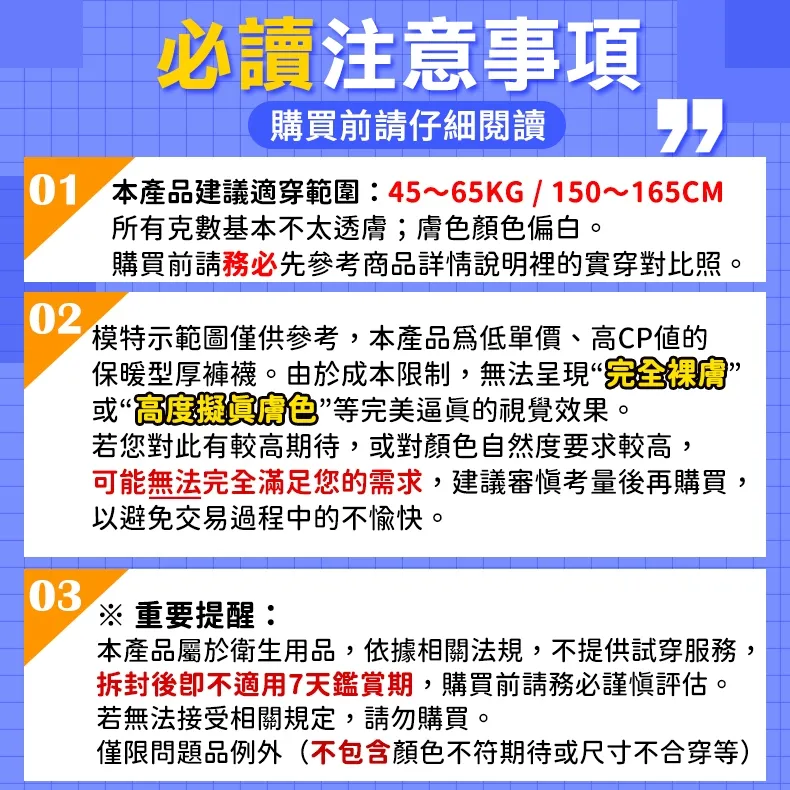 必讀注意事項
購買前請仔細閱讀
01
本產品建議適穿範圍：45～65KG / 150～165CM
所有克數基本不太透膚；膚色顏色偏白。
購買前請務必先參考商品詳情說明裡的實穿對比照。
02
模特示範圖僅供參考，本產品為低單價、高CP值的
保暖型厚褲襪。由於成本限制，無法呈現“完全裸膚”
或“高度擬真膚色”等完美逼真的視覺效果。
若您對此有較高期待，或對顏色自然度要求較高，
可能無法完全滿足您的需求，建議審慎考量後再購買，
以避免交易過程中的不愉快。
03
※ 重要提醒：
本產品屬於衛生用品，依據相關法規，不提供試穿服務，
拆封後即不適用7天鑑賞期，購買前請務必謹慎評估。
若無法接受相關規定，請勿購買。
僅限問題品例外（不包含顏色不符期待或尺寸不合穿等）